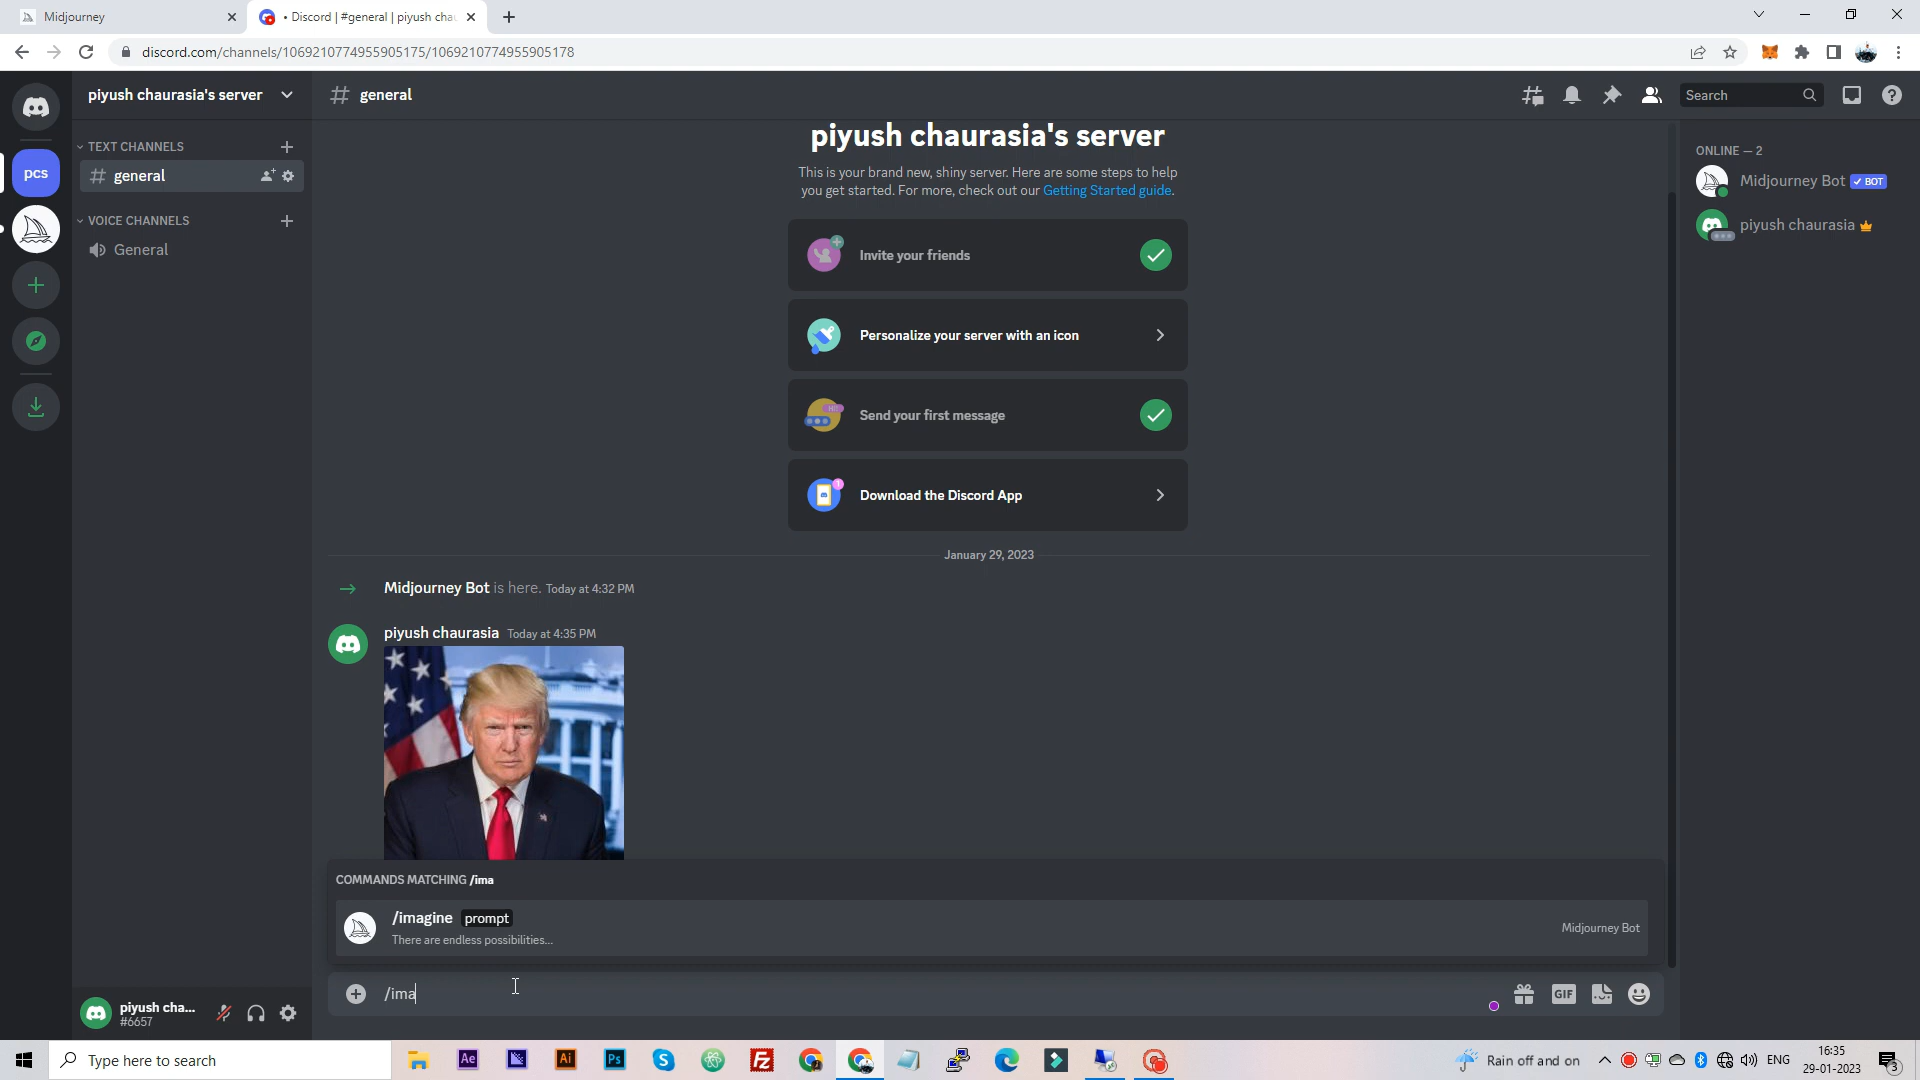 Midjourney
• Discord | #general | piyush chau
discord.com/channels/1069210774955905175/1069210774955905178
piyush chaurasia's server
general
Search
TEXT CHANNELS
general
VOICE CHANNELS
General
pcs
piyush chaurasia's server
This is your brand new, shiny server. Here are some steps to help
you get started. For more, check out our Getting Started guide.
Invite your friends
Personalize your server with an icon
Send your first message
Download the Discord App
January 29, 2023
Midjourney Bot is here. Today at 4:32 PM
piyush chaurasia Today at 4:35 PM
COMMANDS MATCHING /ima
/imagine prompt
There are endless possibilities...
Midjourney Bot
/ima
GIF
ONLINE — 2
Midjourney Bot ✓ BOT
piyush chaurasia
piyush cha...
#6657
Type here to search
Ae
Ai
Ps
Rain off and on
ENG
16:35
29-01-2023
3